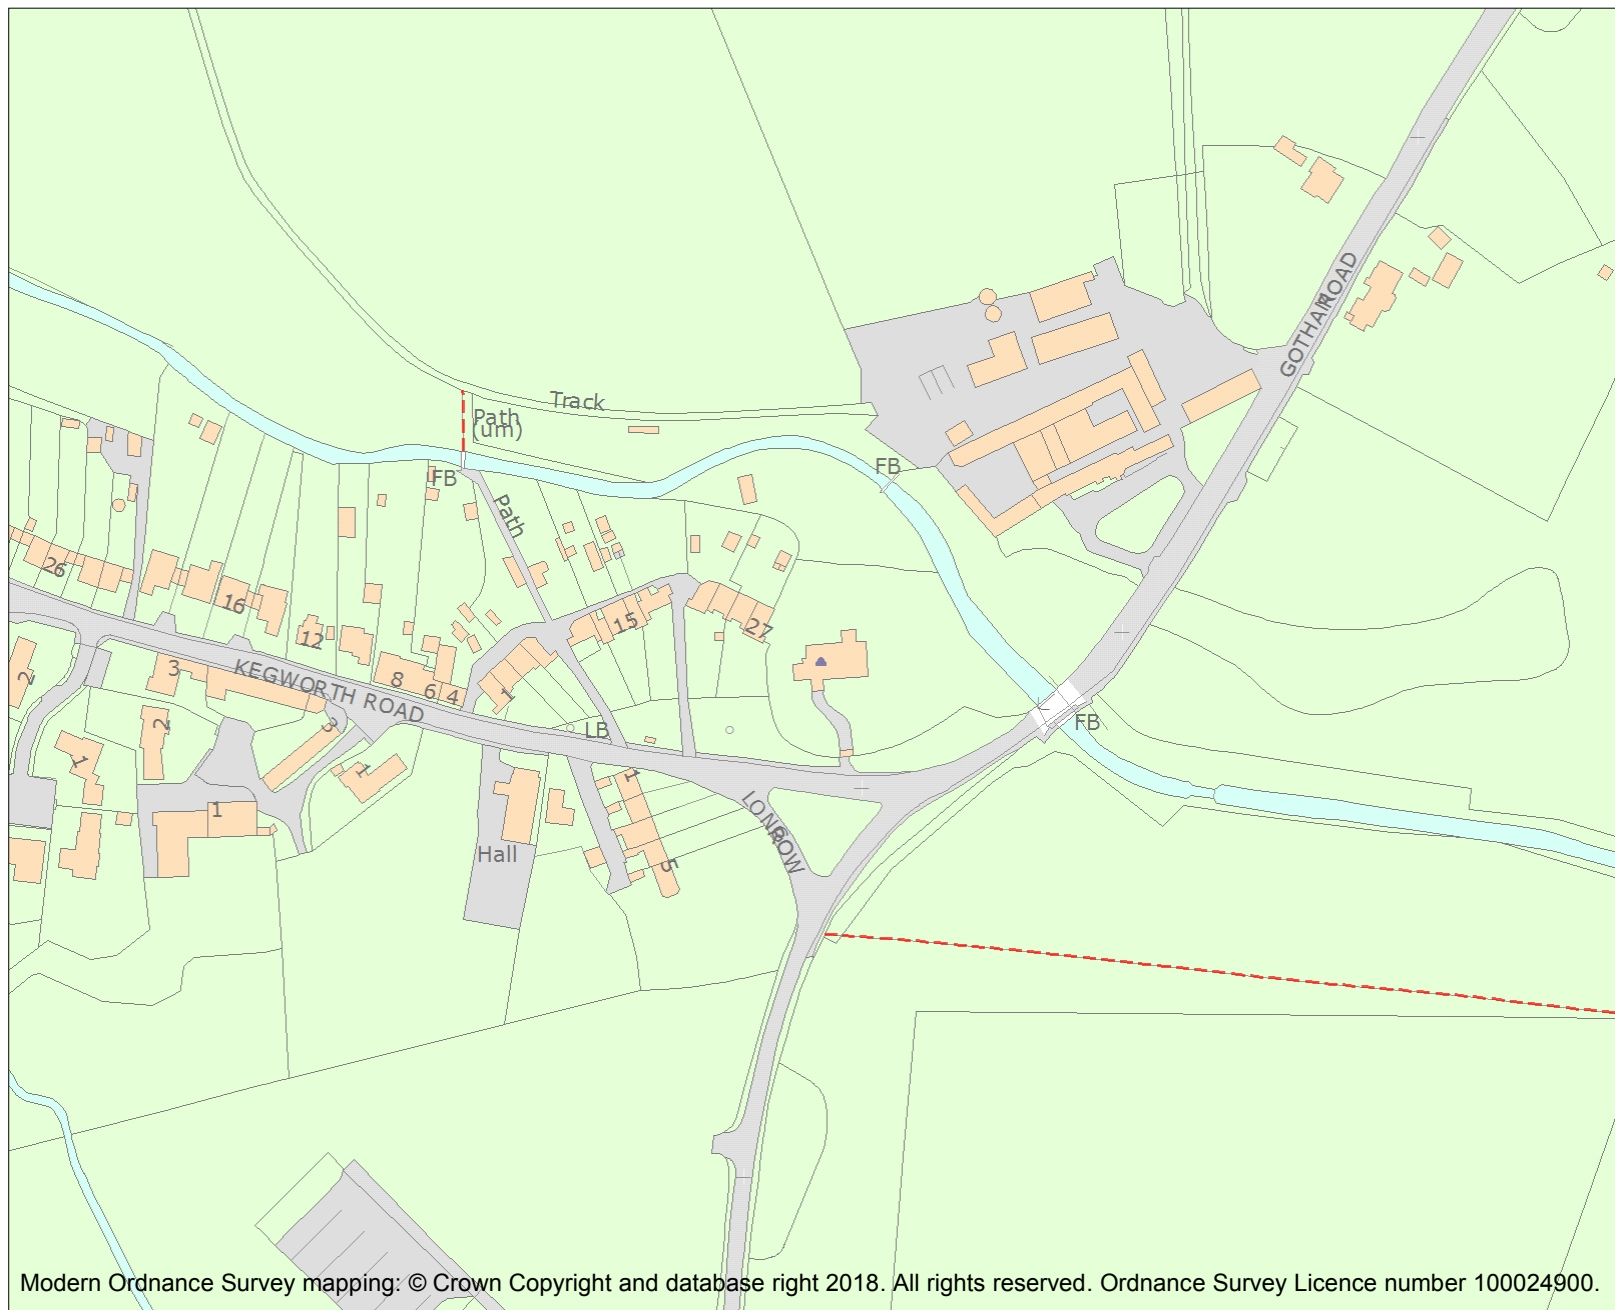 GOTHAM ROAD
Track
Path
(um)
FB
FB
Path
26
16
12
15
27
2
3
KEGWORTH ROAD
8
6
4
1
2
3
LB
FB
1
1
1
1
LONG ROW
Hall
5
Modern Ordnance Survey mapping: © Crown Copyright and database right 2018. All rights reserved. Ordnance Survey Licence number 100024900.